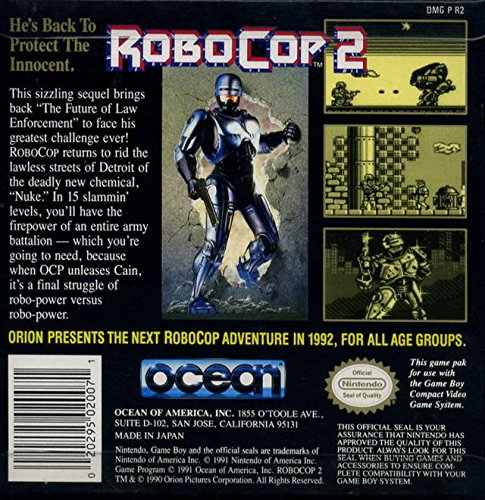 DMG P R2
He's Back To
Protect The
Innocent.
ROBOCOP 2
TM
This sizzling sequel brings
back "The Future of Law
Enforcement" to face his
greatest challenge ever!
ROBOCOP returns to rid the
lawless streets of Detroit of
the deadly new chemical,
"Nuke." In 15 slammin'
levels, you'll have the
firepower of an entire army
battalion — which you're
going to need, because
when OCP unleases Cain,
it's a final struggle of
robo-power versus
robo-power.
ORION PRESENTS THE NEXT ROBOCOP ADVENTURE IN 1992, FOR ALL AGE GROUPS.
ocean
OCEAN OF AMERICA, INC. 1855 O'TOOLE AVE.,
SUITE D-102, SAN JOSE, CALIFORNIA 95131
MADE IN JAPAN
Nintendo, Game Boy and the official seals are trademarks of
Nintendo of America Inc. © 1991 Nintendo of America Inc.
Game Program © 1991 Ocean of America, Inc. ROBOCOP 2
TM & © 1990 Orion Pictures Corporation. All Rights Reserved.
0 20295 02007 1
Official
Nintendo
Seal of Quality
This game pak
for use with
the Game Boy
Compact Video
Game System.
THIS OFFICIAL SEAL IS YOUR
ASSURANCE THAT NINTENDO HAS
APPROVED THE QUALITY OF THIS
PRODUCT. ALWAYS LOOK FOR THIS
SEAL WHEN BUYING GAMES AND
ACCESSORIES TO ENSURE COM-
PLETE COMPATIBILITY WITH YOUR
GAME BOY SYSTEM.